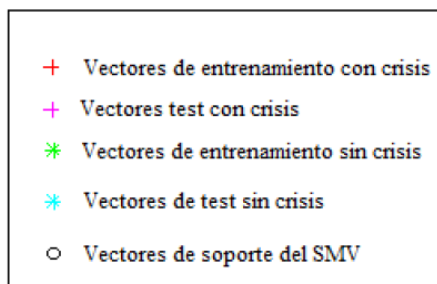 Vectores de entrenamiento con crisis
Vectores test con crisis
Vectores de entrenamiento sin crisis
Vectores de test sin crisis
Vectores de soporte del SMV